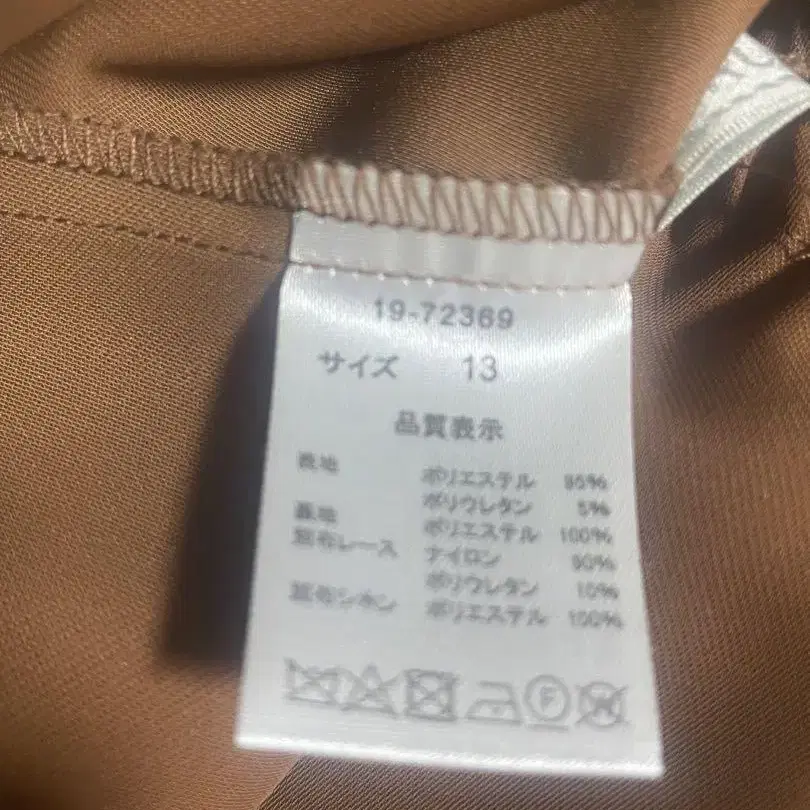 19-72369
サイズ 13
品質表示
表地 ポリエステル 95%
ポリウレタン 5%
裏地 ポリエステル 100%
別布レース ナイロン 90%
ポリウレタン 10%
別布シホン ポリエステル 100%
F
W